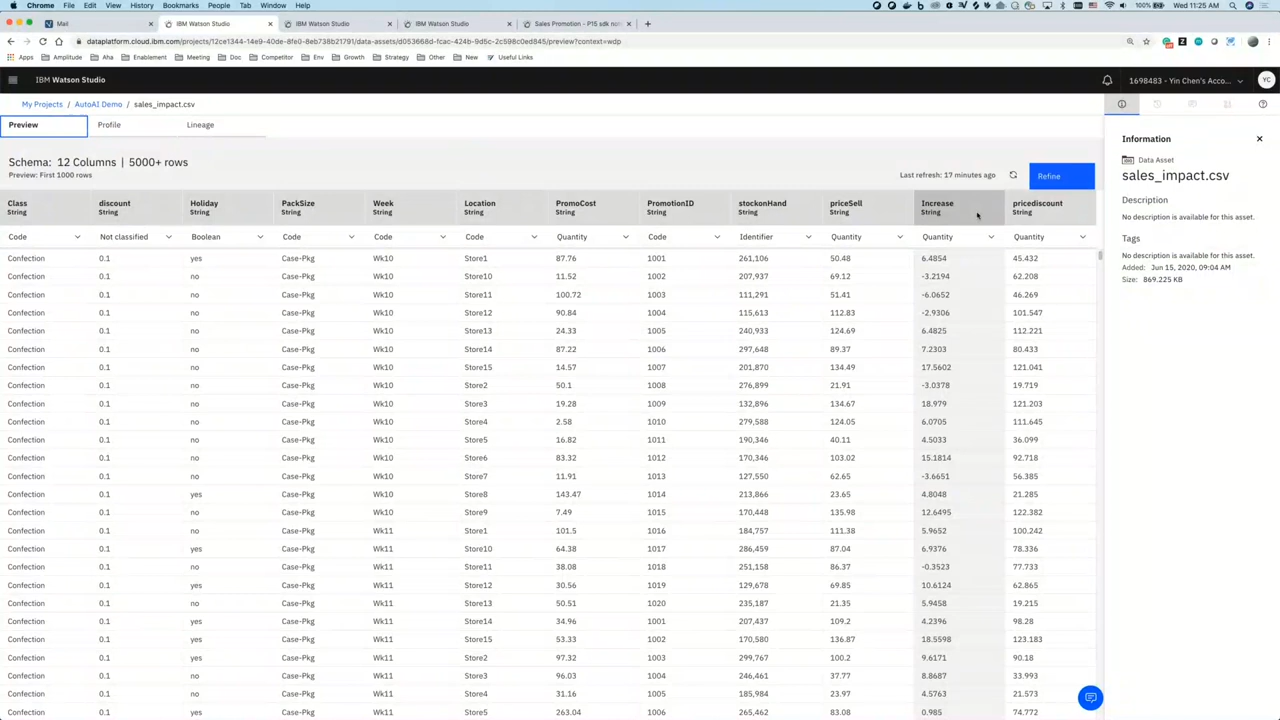 Chrome File Edit View History Bookmarks People Tab Window Help 100% Wed 11:25 AM
Mail IBM Watson Studio IBM Watson Studio IBM Watson Studio Sales Promotion - P15 sdk not
dataplatform.cloud.ibm.com/projects/12ce1344-14e9-40de-8fe0-8eb738b21791/data-assets/d053668d-fcac-424b-9d5c-2c598c0ed845/preview?context=wdp
Apps Amplitude Aha Enablement Meeting Doc Competitor Env Growth Strategy Other New Useful Links
IBM Watson Studio 1698483 - Yin Chen's Acco... YC
My Projects / AutoAI Demo / sales_impact.csv
Preview Profile Lineage
Information
Data Asset
sales_impact.csv
Description
No description is available for this asset.
Tags
No description is available for this asset.
Added: Jun 15, 2020, 09:04 AM
Size: 869.225 KB
Schema: 12 Columns | 5000+ rows
Preview: First 1000 rows
Last refresh: 17 minutes ago Refine
Class discount Holiday PackSize Week Location PromoCost PromotionID stockonHand priceSell Increase pricediscount
String String String String String String String String String String String String
Code Not classified Boolean Code Code Code Quantity Code Identifier Quantity Quantity Quantity
Confection 0.1 yes Case-Pkg Wk10 Store1 87.76 1001 261,106 50.48 6.4854 45.432
Confection 0.1 no Case-Pkg Wk10 Store10 11.52 1002 207,937 69.12 -3.2194 62.208
Confection 0.1 no Case-Pkg Wk10 Store11 100.72 1003 111,291 51.41 -6.0652 46.269
Confection 0.1 no Case-Pkg Wk10 Store12 90.84 1004 115,613 112.83 -2.9306 101.547
Confection 0.1 no Case-Pkg Wk10 Store13 24.33 1005 240,933 124.69 6.4825 112.221
Confection 0.1 no Case-Pkg Wk10 Store14 87.22 1006 297,648 89.37 7.2303 80.433
Confection 0.1 no Case-Pkg Wk10 Store15 14.57 1007 201,870 134.49 17.5602 121.041
Confection 0.1 no Case-Pkg Wk10 Store2 50.1 1008 276,899 21.91 -3.0378 19.719
Confection 0.1 no Case-Pkg Wk10 Store3 19.28 1009 132,896 134.67 18.979 121.203
Confection 0.1 no Case-Pkg Wk10 Store4 2.58 1010 279,588 124.05 6.0705 111.645
Confection 0.1 no Case-Pkg Wk10 Store5 16.82 1011 190,346 40.11 4.5033 36.099
Confection 0.1 no Case-Pkg Wk10 Store6 83.32 1012 170,346 103.02 15.1814 92.718
Confection 0.1 no Case-Pkg Wk10 Store7 11.91 1013 127,550 62.65 -3.6651 56.385
Confection 0.1 yes Case-Pkg Wk10 Store8 143.47 1014 213,866 23.65 4.8048 21.285
Confection 0.1 no Case-Pkg Wk10 Store9 7.49 1015 170,448 135.98 12.6495 122.382
Confection 0.1 no Case-Pkg Wk11 Store1 101.5 1016 184,757 111.38 5.9652 100.242
Confection 0.1 yes Case-Pkg Wk11 Store10 64.38 1017 286,459 87.04 6.9376 78.336
Confection 0.1 no Case-Pkg Wk11 Store11 38.08 1018 251,158 86.37 -0.3523 77.733
Confection 0.1 yes Case-Pkg Wk11 Store12 30.56 1019 129,678 69.85 10.6124 62.865
Confection 0.1 no Case-Pkg Wk11 Store13 50.51 1020 235,187 21.35 5.9458 19.215
Confection 0.1 yes Case-Pkg Wk11 Store14 34.96 1001 207,437 109.2 4.2396 98.28
Confection 0.1 yes Case-Pkg Wk11 Store15 53.33 1002 170,580 136.87 18.5598 123.183
Confection 0.1 yes Case-Pkg Wk11 Store2 97.32 1003 299,767 100.2 9.6171 90.18
Confection 0.1 no Case-Pkg Wk11 Store3 96.03 1004 246,461 37.77 8.8687 33.993
Confection 0.1 no Case-Pkg Wk11 Store4 31.16 1005 185,984 23.97 4.5763 21.573
Confection 0.1 yes Case-Pkg Wk11 Store5 263.04 1006 265,462 83.08 0.985 74.772